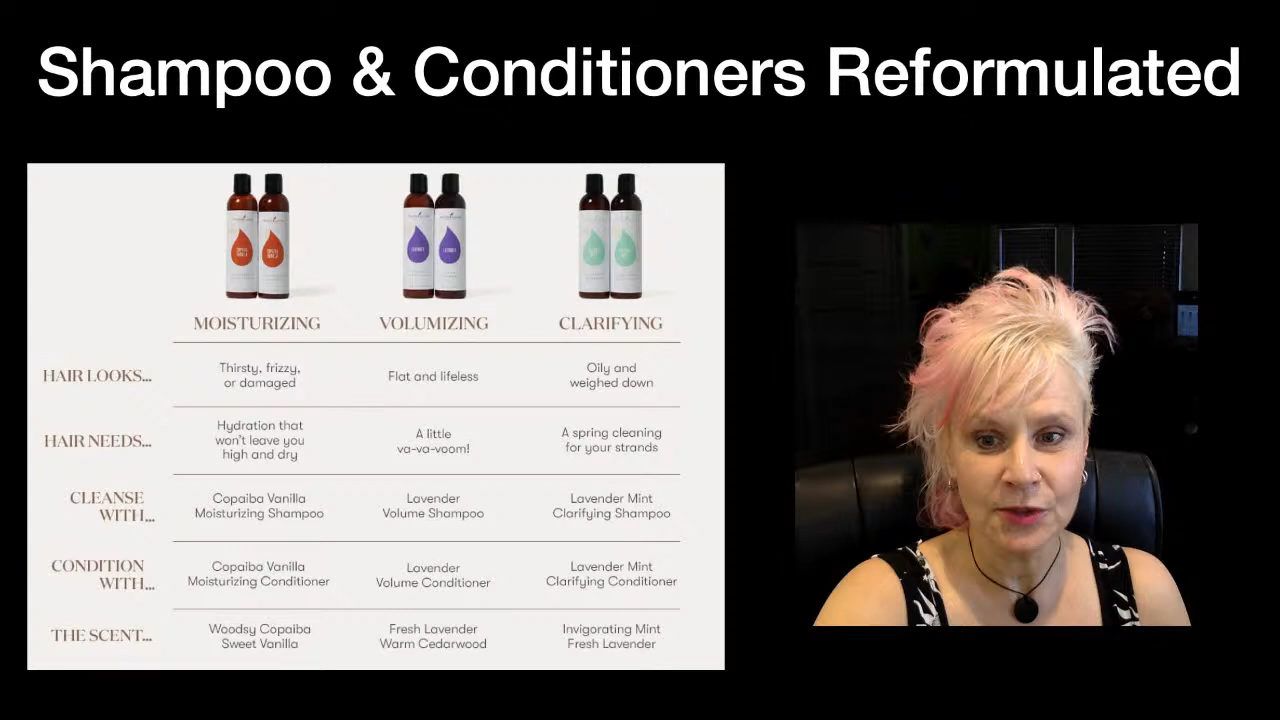 Shampoo & Conditioners Reformulated
MOISTURIZING VOLUMIZING CLARIFYING
HAIR LOOKS...
Thirsty, frizzy,
or damaged
Flat and lifeless
Oily and
weighed down
HAIR NEEDS...
Hydration that
won't leave you
high and dry
A little
va-va-voom!
A spring cleaning
for your strands
CLEANSE
WITH...
Copaiba Vanilla
Moisturizing Shampoo
Lavender
Volume Shampoo
Lavender Mint
Clarifying Shampoo
CONDITION
WITH...
Copaiba Vanilla
Moisturizing Conditioner
Lavender
Volume Conditioner
Lavender Mint
Clarifying Conditioner
THE SCENT...
Woodsy Copaiba
Sweet Vanilla
Fresh Lavender
Warm Cedarwood
Invigorating Mint
Fresh Lavender